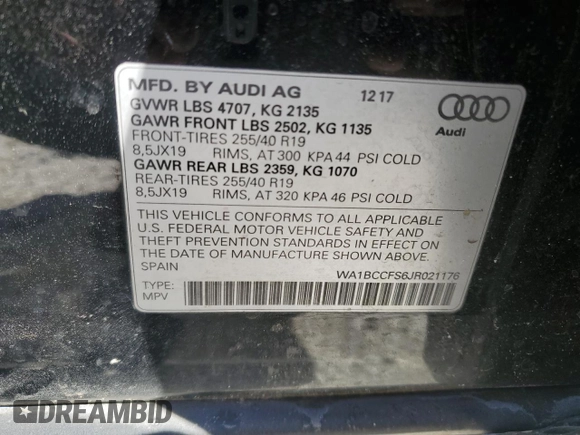 MFD. BY AUDI AG 12 17
GVWR LBS 4707, KG 2135
GAWR FRONT LBS 2502, KG 1135
FRONT-TIRES 255/40 R19
8,5JX19 RIMS, AT 300 KPA 44 PSI COLD
GAWR REAR LBS 2359, KG 1070
REAR-TIRES 255/40 R19
8,5JX19 RIMS, AT 320 KPA 46 PSI COLD
Audi
THIS VEHICLE CONFORMS TO ALL APPLICABLE
U.S. FEDERAL MOTOR VEHICLE SAFETY AND
THEFT PREVENTION STANDARDS IN EFFECT ON
THE DATE OF MANUFACTURE SHOWN ABOVE.
SPAIN WA1BCCFS6JR021176
TYPE:
MPV
DREAMBID